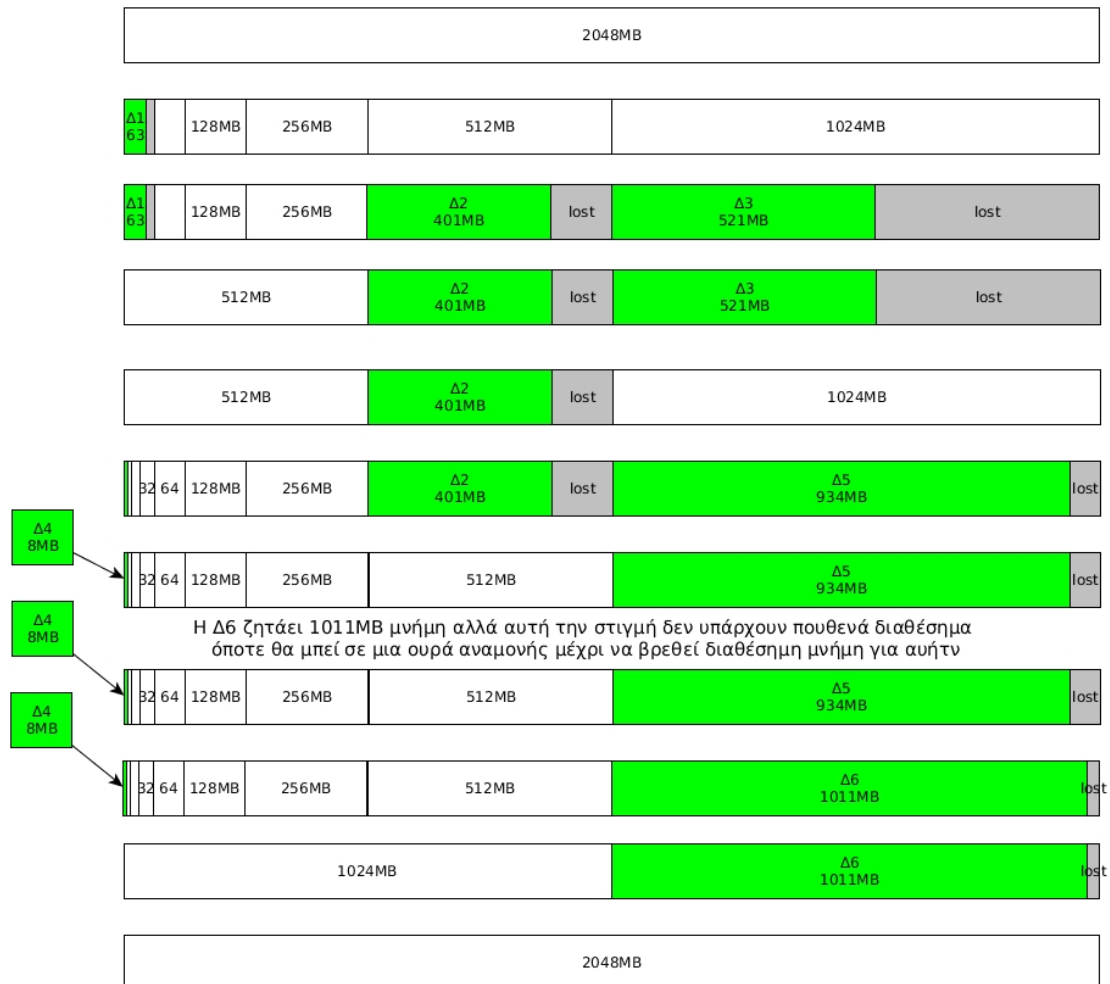 2048MB
Δ1
63
128MB
256MB
512MB
1024MB
Δ1
63
128MB
256MB
Δ2
401MB
lost
Δ3
521MB
lost
512MB
Δ2
401MB
lost
Δ3
521MB
lost
512MB
Δ2
401MB
lost
1024MB
32
64
128MB
256MB
Δ2
401MB
lost
Δ5
934MB
lost
Δ4
8MB
32
64
128MB
256MB
512MB
Δ5
934MB
lost
Η Δ6 ζητάει 1011MB μνήμη αλλά αυτή την στιγμή δεν υπάρχουν πουθενά διαθέσημα
όποτε θα μπεί σε μια ουρά αναμονής μέχρι να βρεθεί διαθέσημη μνήμη για αυήτν
Δ4
8MB
32
64
128MB
256MB
512MB
Δ5
934MB
lost
Δ4
8MB
32
64
128MB
256MB
512MB
Δ6
1011MB
lost
1024MB
Δ6
1011MB
lost
2048MB